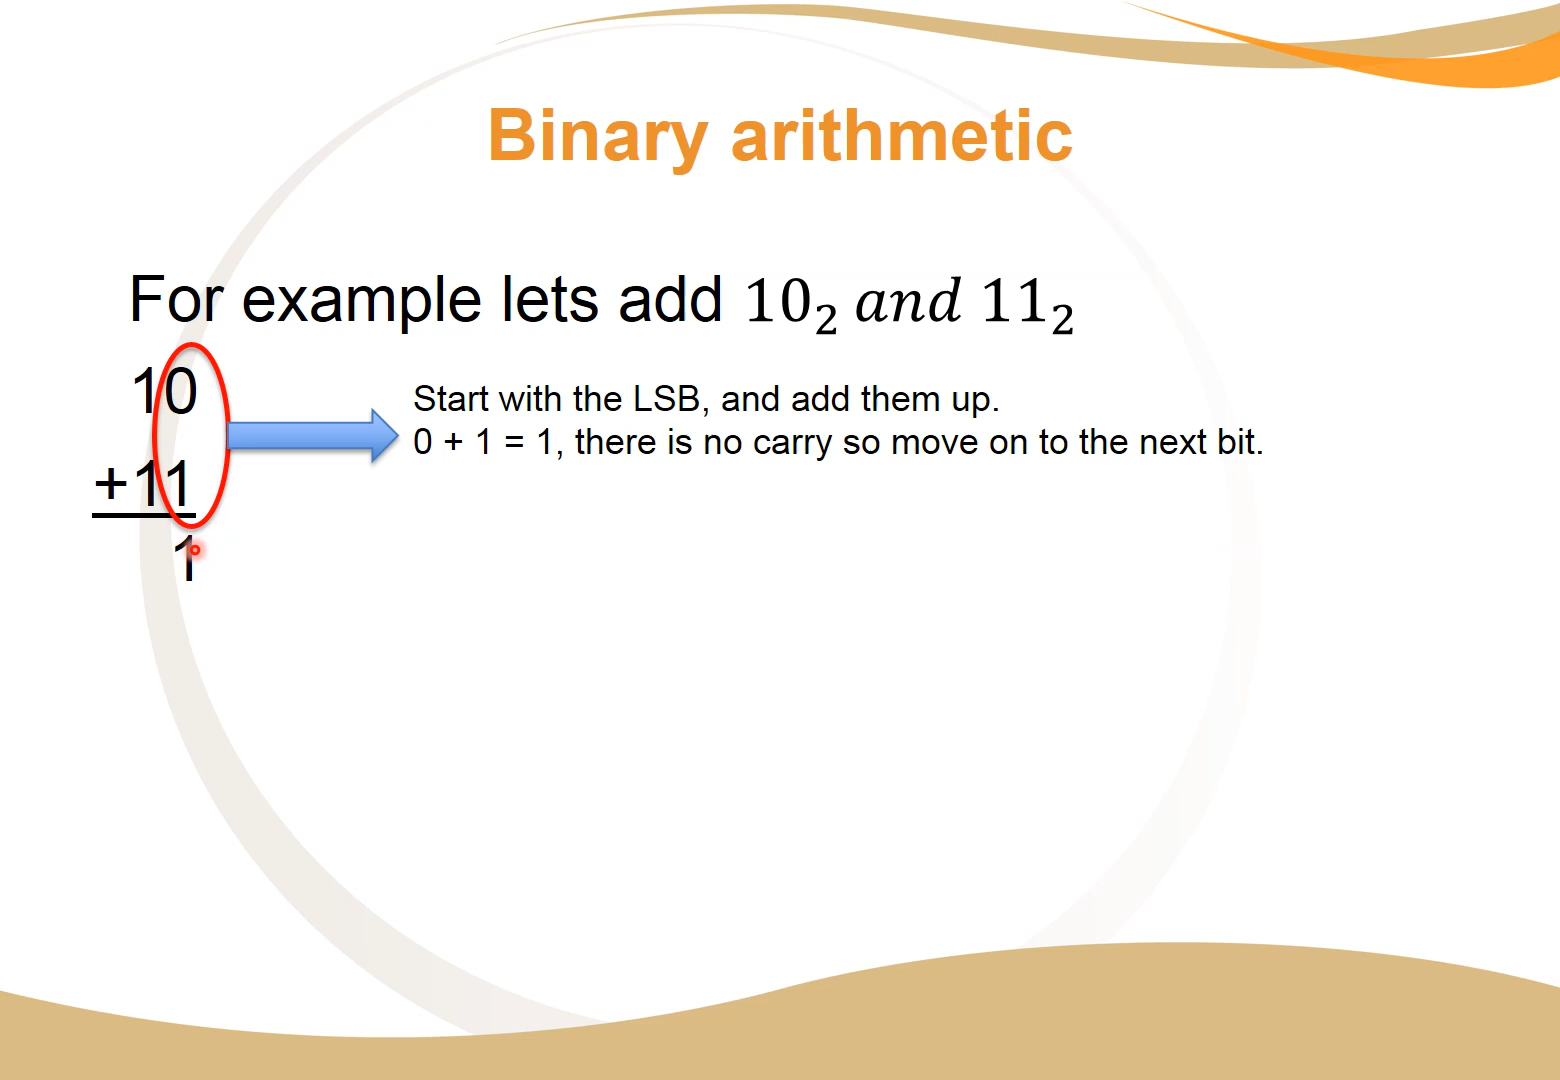 Binary arithmetic
For example lets add 10₂ and 11₂
10
+11
1
Start with the LSB, and add them up.
0 + 1 = 1, there is no carry so move on to the next bit.